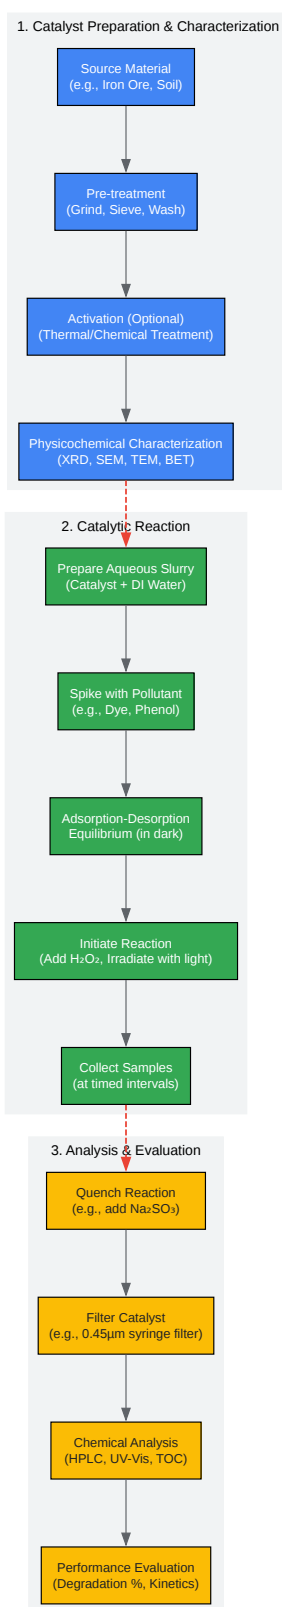 1. Catalyst Preparation & Characterization
Source Material
(e.g., Iron Ore, Soil)
Pre-treatment
(Grind, Sieve, Wash)
Activation (Optional)
(Thermal/Chemical Treatment)
Physicochemical Characterization
(XRD, SEM, TEM, BET)
2. Catalytic Reaction
Prepare Aqueous Slurry
(Catalyst + DI Water)
Spike with Pollutant
(e.g., Dye, Phenol)
Adsorption-Desorption
Equilibrium (in dark)
Initiate Reaction
(Add H₂O₂, Irradiate with light)
Collect Samples
(at timed intervals)
3. Analysis & Evaluation
Quench Reaction
(e.g., add Na₂SO₃)
Filter Catalyst
(e.g., 0.45µm syringe filter)
Chemical Analysis
(HPLC, UV-Vis, TOC)
Performance Evaluation
(Degradation %, Kinetics)